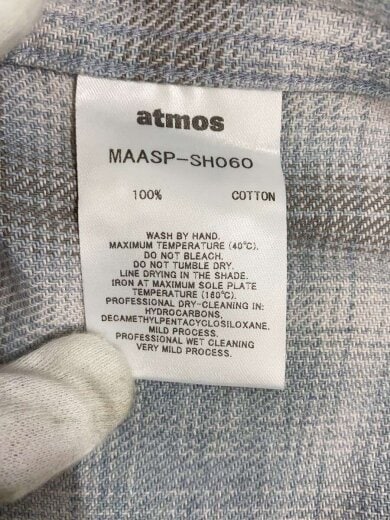 atmos
MAASP-SH060
100% COTTON
WASH BY HAND.
MAXIMUM TEMPERATURE (40°C).
DO NOT BLEACH.
DO NOT TUMBLE DRY.
LINE DRYING IN THE SHADE.
IRON AT MAXIMUM SOLE PLATE
TEMPERATURE (160°C).
PROFESSIONAL DRY-CLEANING IN:
HYDROCARBONS,
DECAMETHYLPENTACYCLOSILOXANE.
MILD PROCESS.
PROFESSIONAL WET CLEANING
VERY MILD PROCESS.